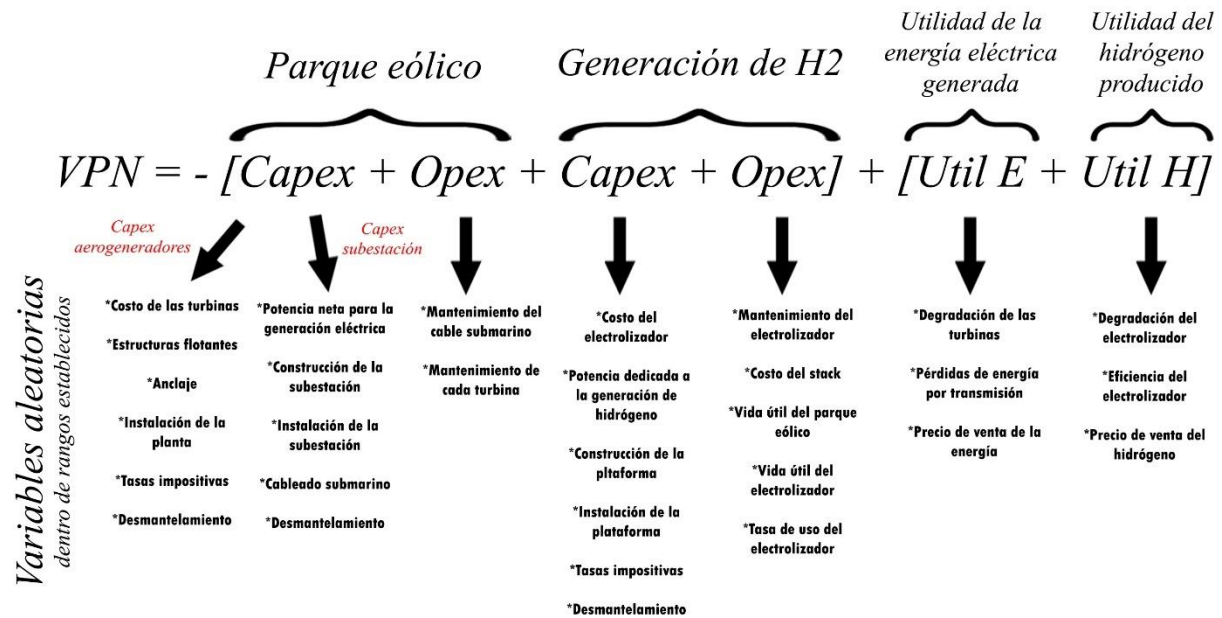 Parque eólico
Generación de H2
Utilidad de la
energía eléctrica
generada
Utilidad del
hidrógeno
producido
VPN = - [Capex + Opex + Capex + Opex] + [Util E + Util H]
Capex
aerogeneradores
Capex
subestación
Variables aleatorias
dentro de rangos establecidos
*Costo de las turbinas
*Estructuras flotantes
*Anclaje
*Instalación de la
planta
*Tasas impositivas
*Desmantelamiento
*Potencia neta para la
generación eléctrica
*Construcción de la
subestación
*Instalación de la
subestación
*Cableado submarino
*Desmantelamiento
*Mantenimiento del
cable submarino
*Mantenimiento de
cada turbina
*Costo del
electrolizador
*Potencia dedicada a
la generación de
hidrógeno
*Construcción de la
pltaforma
*Instalación de la
plataforma
*Tasas impositivas
*Desmantelamiento
*Mantenimiento del
electrolizador
*Costo del stack
*Vida útil del parque
eólico
*Vida útil del
electrolizador
*Tasa de uso del
electrolizador
*Degradación de las
turbinas
*Pérdidas de energía
por transmisión
*Precio de venta de la
energía
*Degradación del
electrolizador
*Eficiencia del
electrolizador
*Precio de venta del
hidrógeno